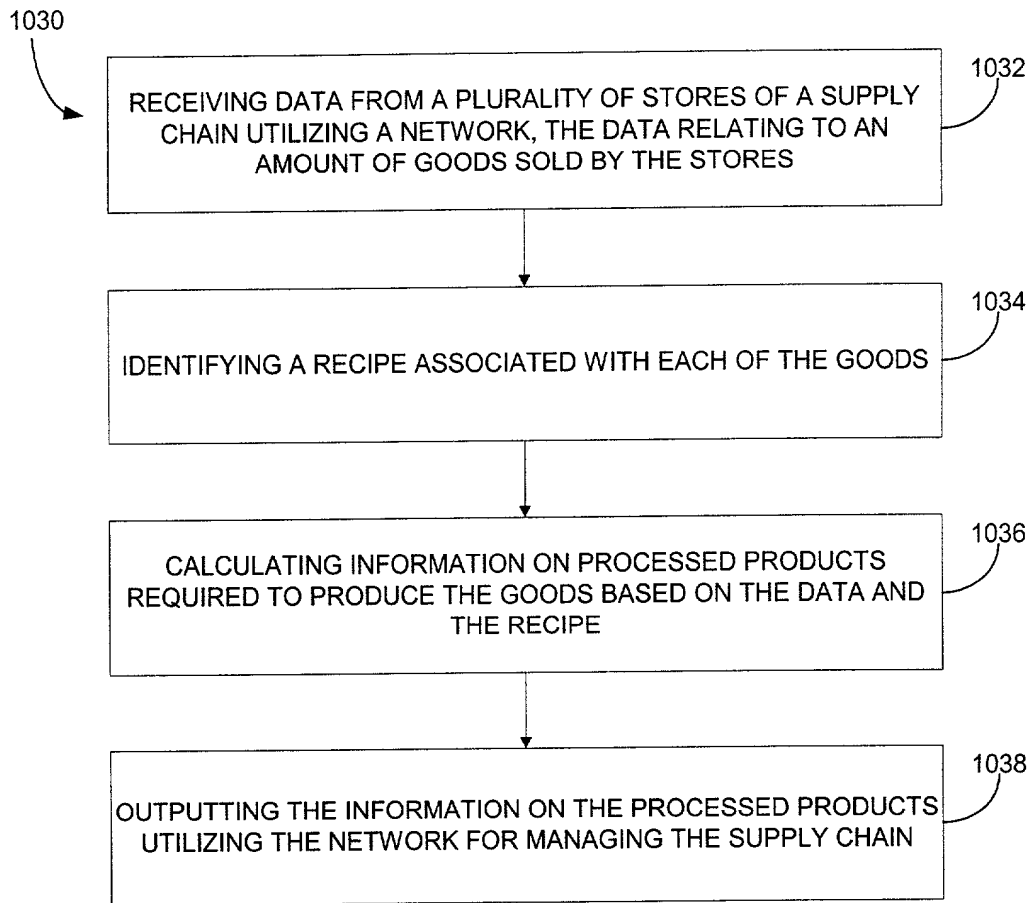 1030
1032
RECEIVING DATA FROM A PLURALITY OF STORES OF A SUPPLY
CHAIN UTILIZING A NETWORK, THE DATA RELATING TO AN
AMOUNT OF GOODS SOLD BY THE STORES
1034
IDENTIFYING A RECIPE ASSOCIATED WITH EACH OF THE GOODS
1036
CALCULATING INFORMATION ON PROCESSED PRODUCTS
REQUIRED TO PRODUCE THE GOODS BASED ON THE DATA AND
THE RECIPE
1038
OUTPUTTING THE INFORMATION ON THE PROCESSED PRODUCTS
UTILIZING THE NETWORK FOR MANAGING THE SUPPLY CHAIN